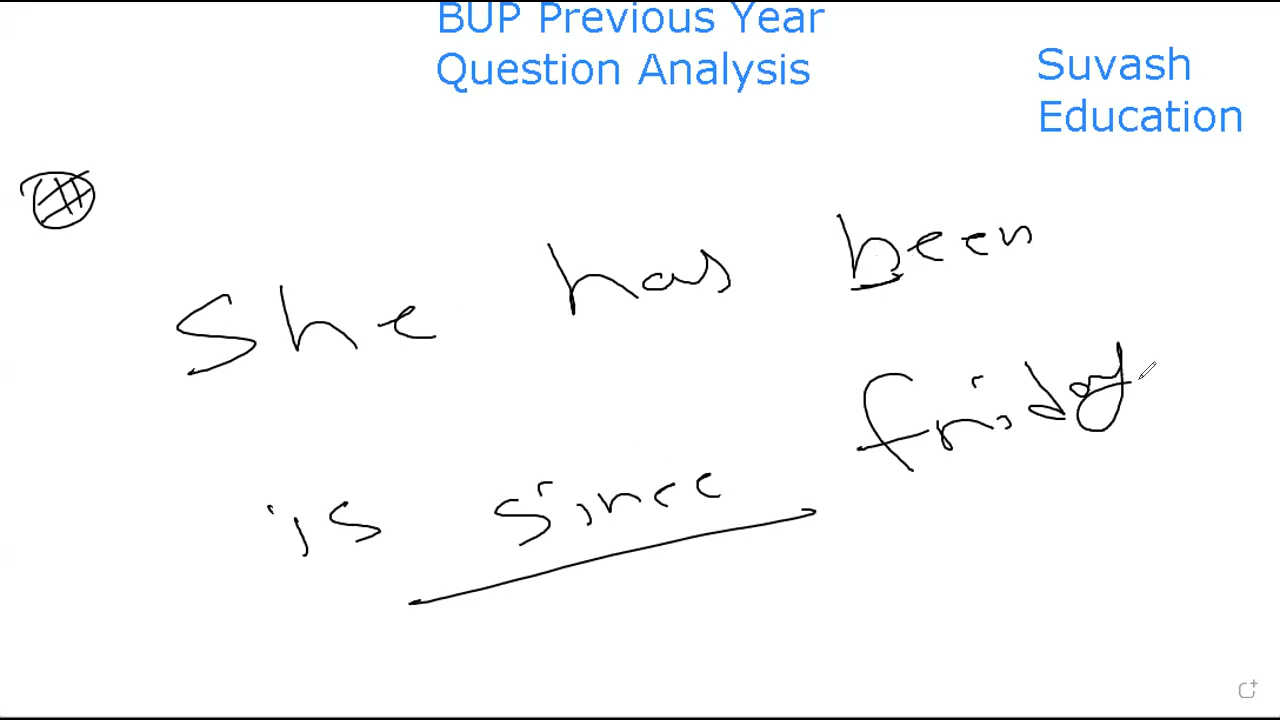 BUP Previous Year
Question Analysis
Suvash
Education
She has been
is since friday